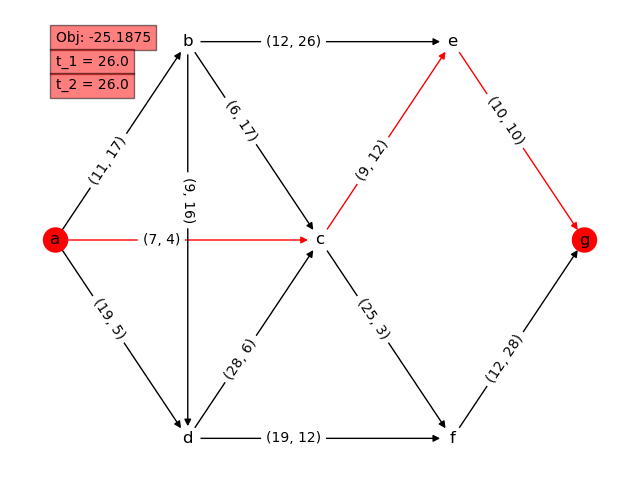 Obj: -25.1875
t_1 = 26.0
t_2 = 26.0
b
(12, 26)
e
(11, 17)
(6, 17)
(9, 16)
(9, 12)
(10, 10)
a
(7, 4)
c
g
(19, 5)
(28, 6)
(25, 3)
(12, 28)
d
(19, 12)
f